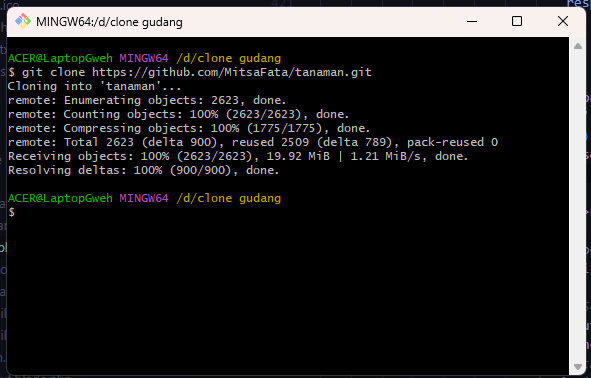 MINGW64:/d/clone gudang
ACER@LaptopGweh MINGW64 /d/clone gudang
$ git clone https://github.com/MitsaFata/tanaman.git
Cloning into 'tanaman'...
remote: Enumerating objects: 2623, done.
remote: Counting objects: 100% (2623/2623), done.
remote: Compressing objects: 100% (1775/1775), done.
remote: Total 2623 (delta 900), reused 2509 (delta 789), pack-reused 0
Receiving objects: 100% (2623/2623), 19.92 MiB | 1.21 MiB/s, done.
Resolving deltas: 100% (900/900), done.
ACER@LaptopGweh MINGW64 /d/clone gudang
$